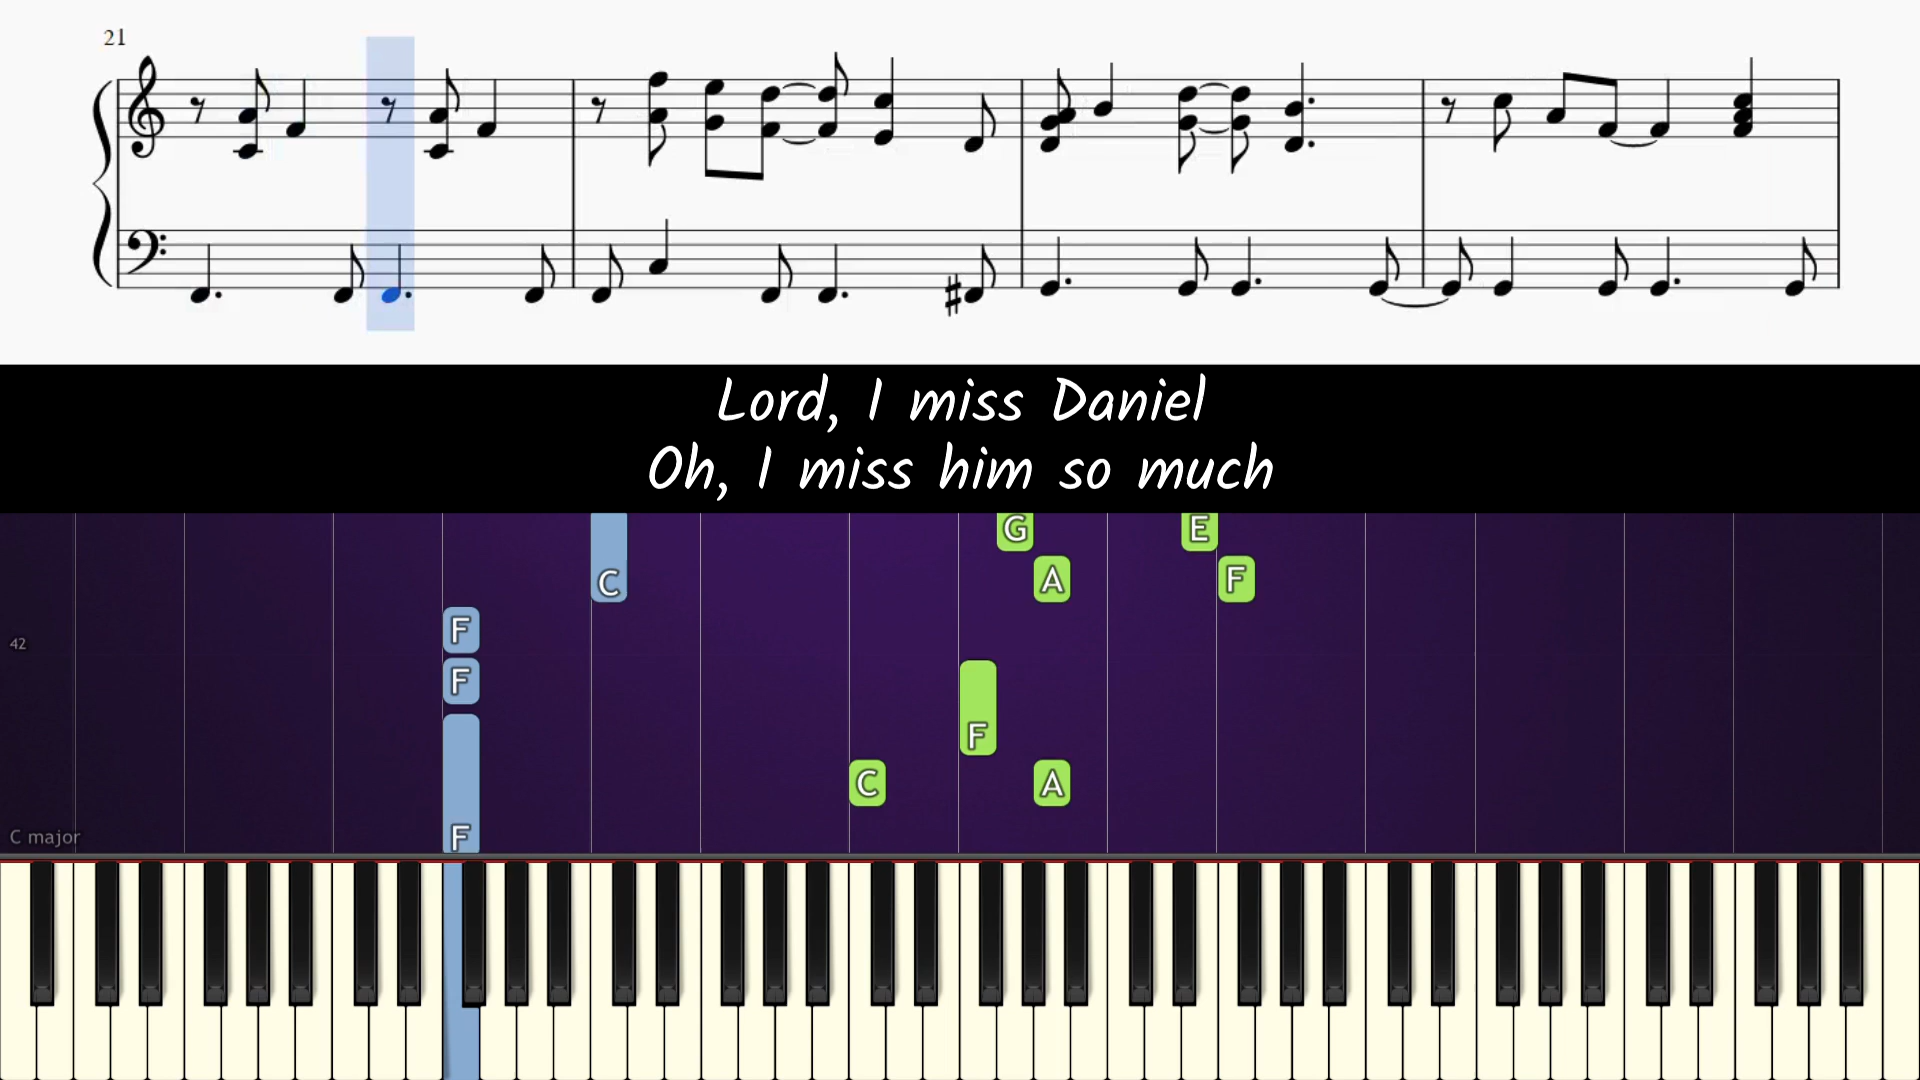 21
Lord, I miss Daniel
Oh, I miss him so much
G E
C A F
F
42
F
F
C A
C major
F